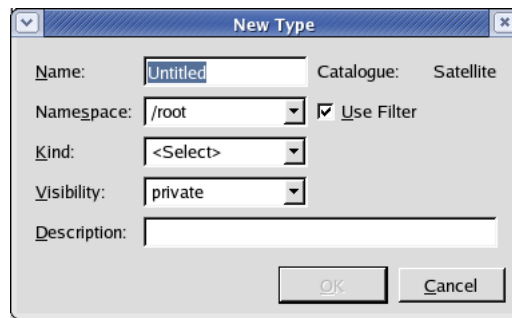 New Type
Name: Untitled Catalogue: Satellite
Namespace: /root Use Filter
Kind: <Select>
Visibility: private
Description:
OK Cancel